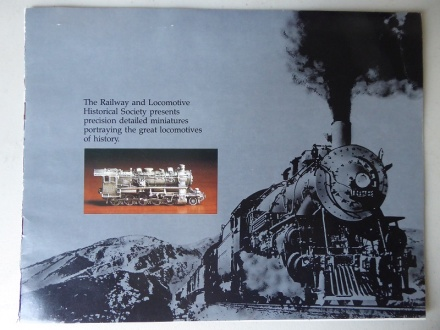 The Railway and Locomotive
Historical Society presents
precision detailed miniatures
portraying the great locomotives
of history.